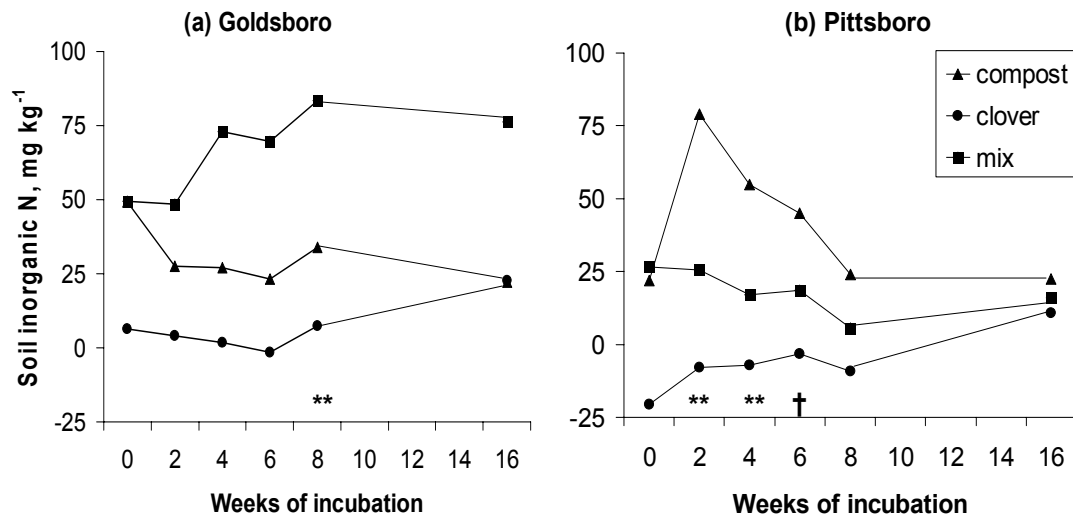 (a) Goldsboro
(b) Pittsboro
Soil inorganic N, mg kg⁻¹
100
75
50
25
0
-25
**
0 2 4 6 8 10 12 14 16
Weeks of incubation
100
75
50
25
0
-25
compost
clover
mix
** ** †
0 2 4 6 8 10 12 14 16
Weeks of incubation